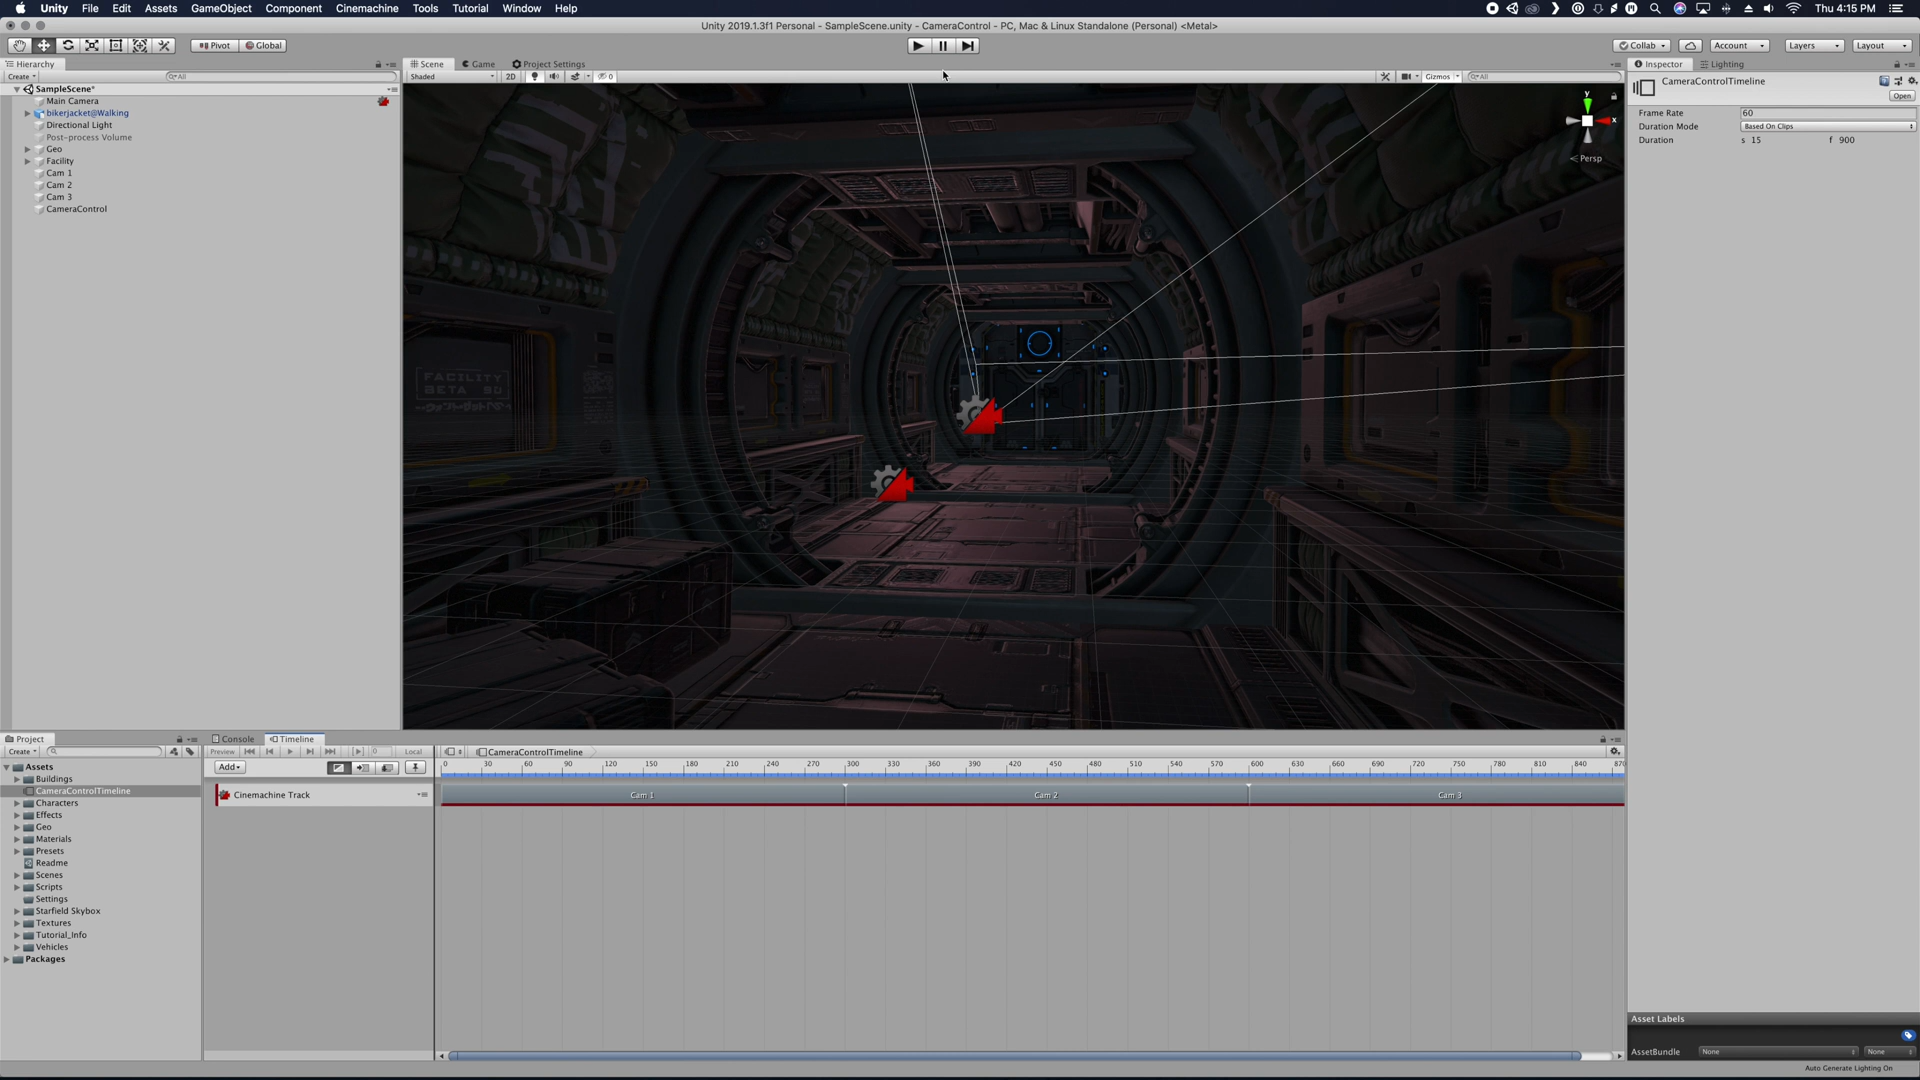 Unity File Edit Assets GameObject Component Cinemachine Tools Tutorial Window Help Thu 4:15 PM
Unity 2019.1.3f1 Personal - SampleScene.unity - CameraControl - PC, Mac & Linux Standalone (Personal) <Metal>
Pivot Global Collab Account Layers Layout
Hierarchy
Create All
SampleScene*
Main Camera
bikerjacket@Walking
Directional Light
Post-process Volume
Geo
Facility
Cam 1
Cam 2
Cam 3
CameraControl
Scene Game Project Settings
Shaded 2D 0 Gizmos All
y
x
Persp
FACILITY
BETA SD
Inspector Lighting
CameraControlTimeline
Open
Frame Rate 60
Duration Mode Based On Clips
Duration s 15 f 900
Project
Create
Assets
Buildings
CameraControlTimeline
Characters
Effects
Geo
Materials
Presets
Readme
Scenes
Scripts
Settings
Starfield Skybox
Textures
Tutorial_Info
Vehicles
Packages
Console Timeline
Preview 0 Local CameraControlTimeline
Add
0 30 60 90 120 150 180 210 240 270 300 330 360 390 420 450 480 510 540 570 600 630 660 690 720 750 780 810 840 870
Cinemachine Track Cam 1 Cam 2 Cam 3
Asset Labels
AssetBundle None None
Auto Generate Lighting On